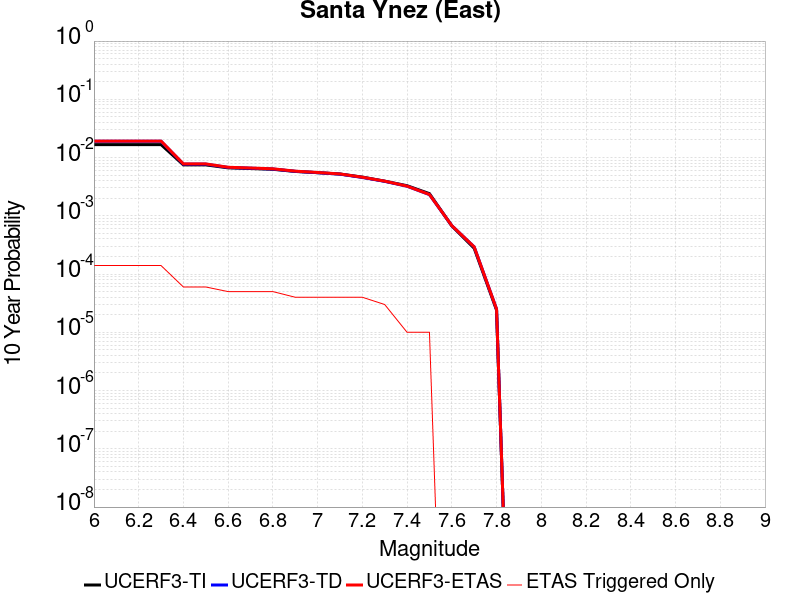 Santa Ynez (East)
10^0
10^-1
10^-2
10^-3
10^-4
10^-5
10^-6
10^-7
10^-8
10 Year Probability
6 6.2 6.4 6.6 6.8 7 7.2 7.4 7.6 7.8 8 8.2 8.4 8.6 8.8 9
Magnitude
UCERF3-TI UCERF3-TD UCERF3-ETAS ETAS Triggered Only